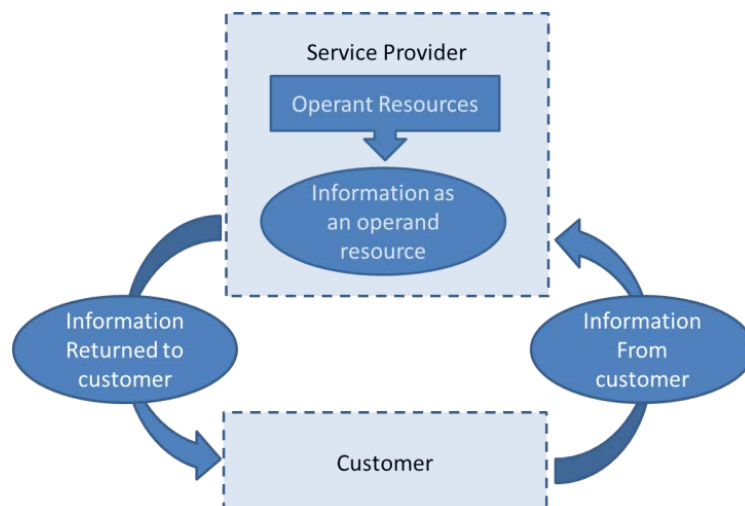 Service Provider
Operant Resources
Information as
an operand
resource
Information
Returned to
customer
Information
From
customer
Customer